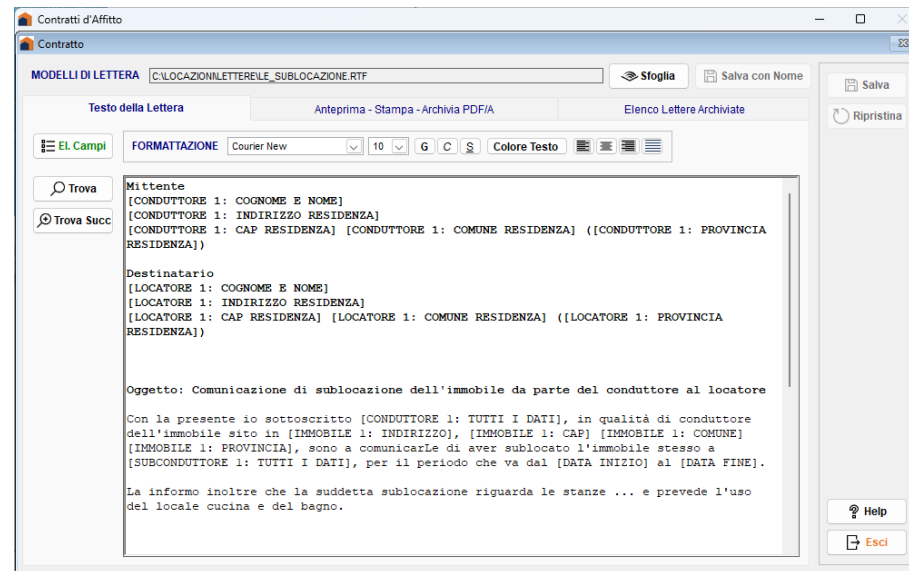 Contratti d'Affitto
Contratto
MODELLI DI LETTERA C:\LOCAZIONI\LETTERE\LE_SUBLOCAZIONE.RTF Sfoglia Salva con Nome
Salva
Testo della Lettera Anteprima - Stampa - Archivia PDF/A Elenco Lettere Archiviate
Ripristina
El. Campi FORMATTAZIONE Courier New 10 G C S Colore Testo
Trova
Trova Succ
Mittente
[CONDUTTORE 1: COGNOME E NOME]
[CONDUTTORE 1: INDIRIZZO RESIDENZA]
[CONDUTTORE 1: CAP RESIDENZA] [CONDUTTORE 1: COMUNE RESIDENZA] ([CONDUTTORE 1: PROVINCIA
RESIDENZA])
Destinatario
[LOCATORE 1: COGNOME E NOME]
[LOCATORE 1: INDIRIZZO RESIDENZA]
[LOCATORE 1: CAP RESIDENZA] [LOCATORE 1: COMUNE RESIDENZA] ([LOCATORE 1: PROVINCIA
RESIDENZA])
Oggetto: Comunicazione di sublocazione dell'immobile da parte del conduttore al locatore
Con la presente io sottoscritto [CONDUTTORE 1: TUTTI I DATI], in qualità di conduttore
dell'immobile sito in [IMMOBILE 1: INDIRIZZO], [IMMOBILE 1: CAP] [IMMOBILE 1: COMUNE]
[IMMOBILE 1: PROVINCIA], sono a comunicarLe di aver sublocato l'immobile stesso a
[SUBCONDUTTORE 1: TUTTI I DATI], per il periodo che va dal [DATA INIZIO] al [DATA FINE].
La informo inoltre che la suddetta sublocazione riguarda le stanze ... e prevede l'uso
del locale cucina e del bagno.
Help
Esci